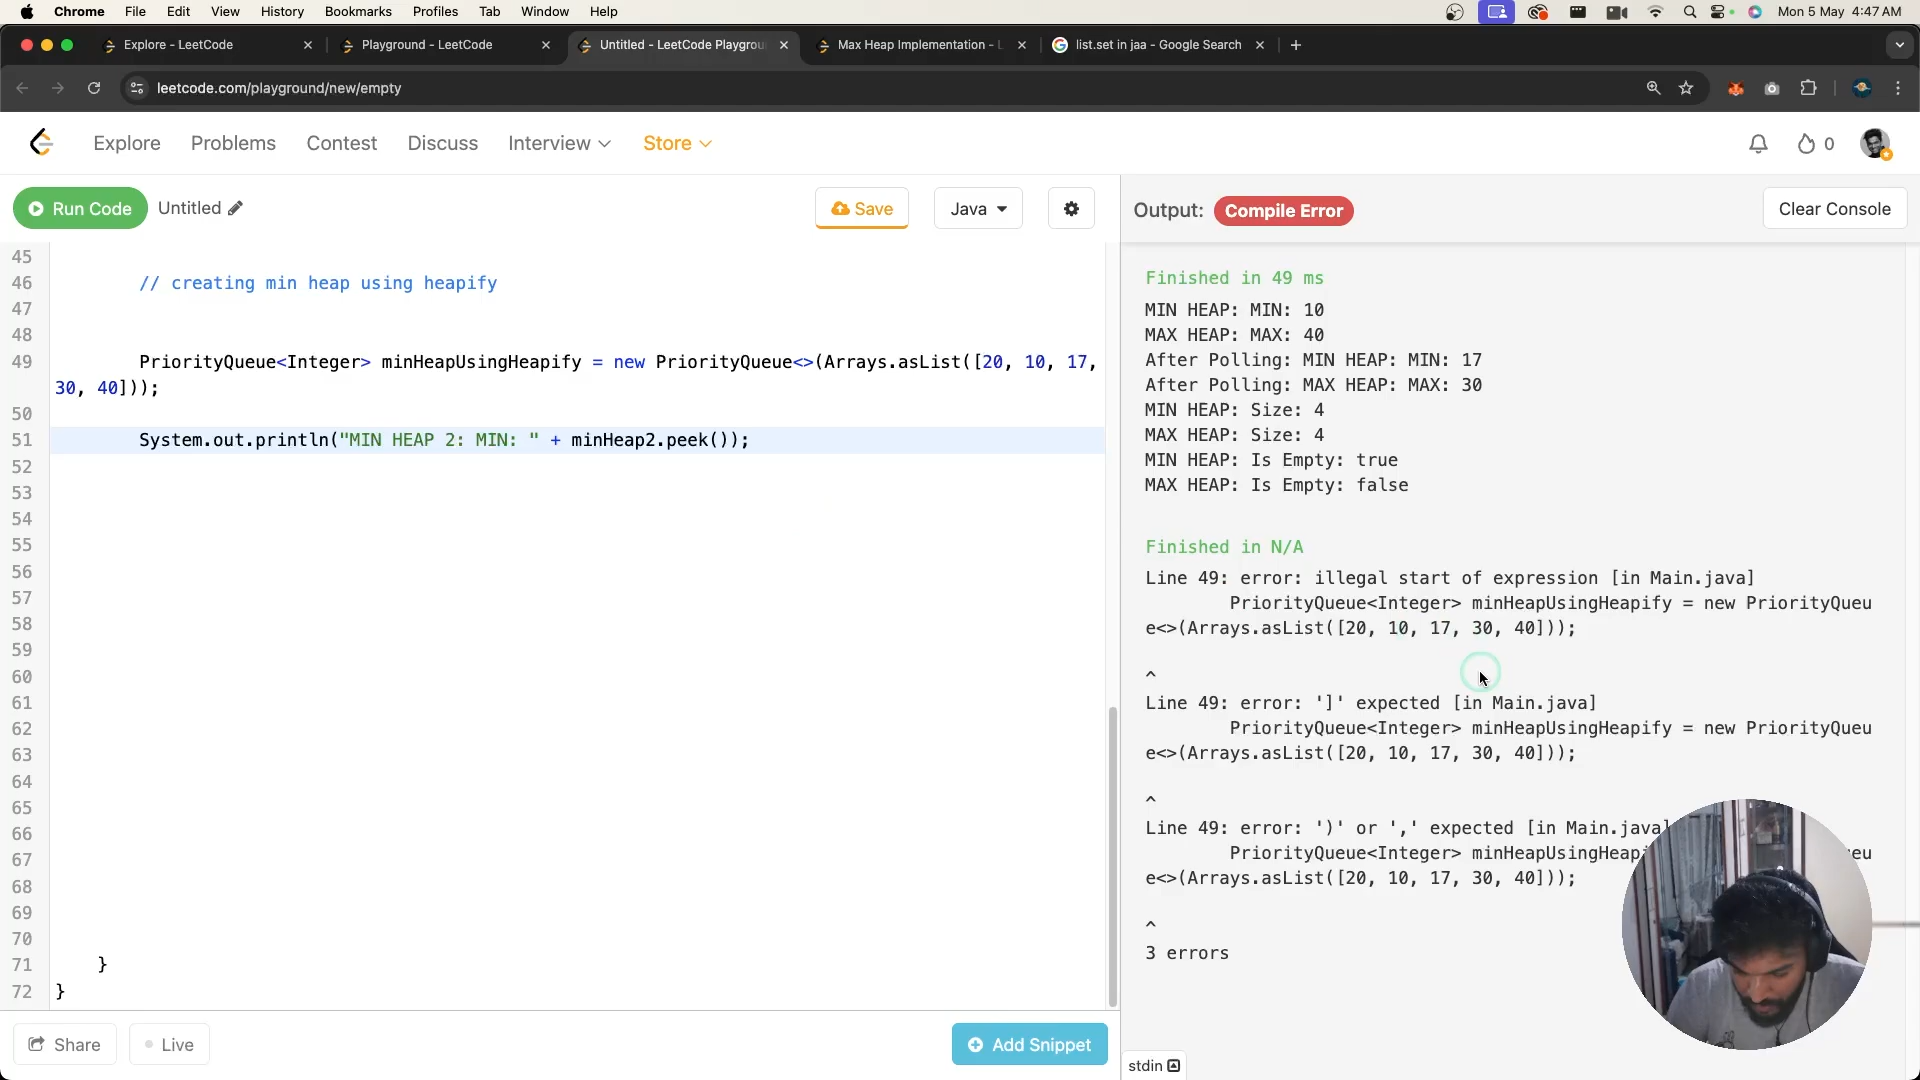 Chrome File Edit View History Bookmarks Profiles Tab Window Help Mon 5 May 4:47 AM
Explore - LeetCode Playground - LeetCode Untitled - LeetCode Playgrou Max Heap Implementation - L list.set in jaa - Google Search
leetcode.com/playground/new/empty
Explore Problems Contest Discuss Interview Store 0
Run Code Untitled Save Java Output: Compile Error Clear Console
45
46 // creating min heap using heapify
47
48
49 PriorityQueue<Integer> minHeapUsingHeapify = new PriorityQueue<>(Arrays.asList([20, 10, 17,
30, 40]));
50
51 System.out.println("MIN HEAP 2: MIN: " + minHeap2.peek());
52
53
54
55
56
57
58
59
60
61
62
63
64
65
66
67
68
69
70
71 }
72 }
Finished in 49 ms
MIN HEAP: MIN: 10
MAX HEAP: MAX: 40
After Polling: MIN HEAP: MIN: 17
After Polling: MAX HEAP: MAX: 30
MIN HEAP: Size: 4
MAX HEAP: Size: 4
MIN HEAP: Is Empty: true
MAX HEAP: Is Empty: false
Finished in N/A
Line 49: error: illegal start of expression [in Main.java]
PriorityQueue<Integer> minHeapUsingHeapify = new PriorityQueu
e<>(Arrays.asList([20, 10, 17, 30, 40]));
^
Line 49: error: ']' expected [in Main.java]
PriorityQueue<Integer> minHeapUsingHeapify = new PriorityQueu
e<>(Arrays.asList([20, 10, 17, 30, 40]));
^
Line 49: error: ')' or ',' expected [in Main.java]
PriorityQueue<Integer> minHeapUsingHeapi eu
e<>(Arrays.asList([20, 10, 17, 30, 40]));
^
3 errors
Share Live Add Snippet stdin